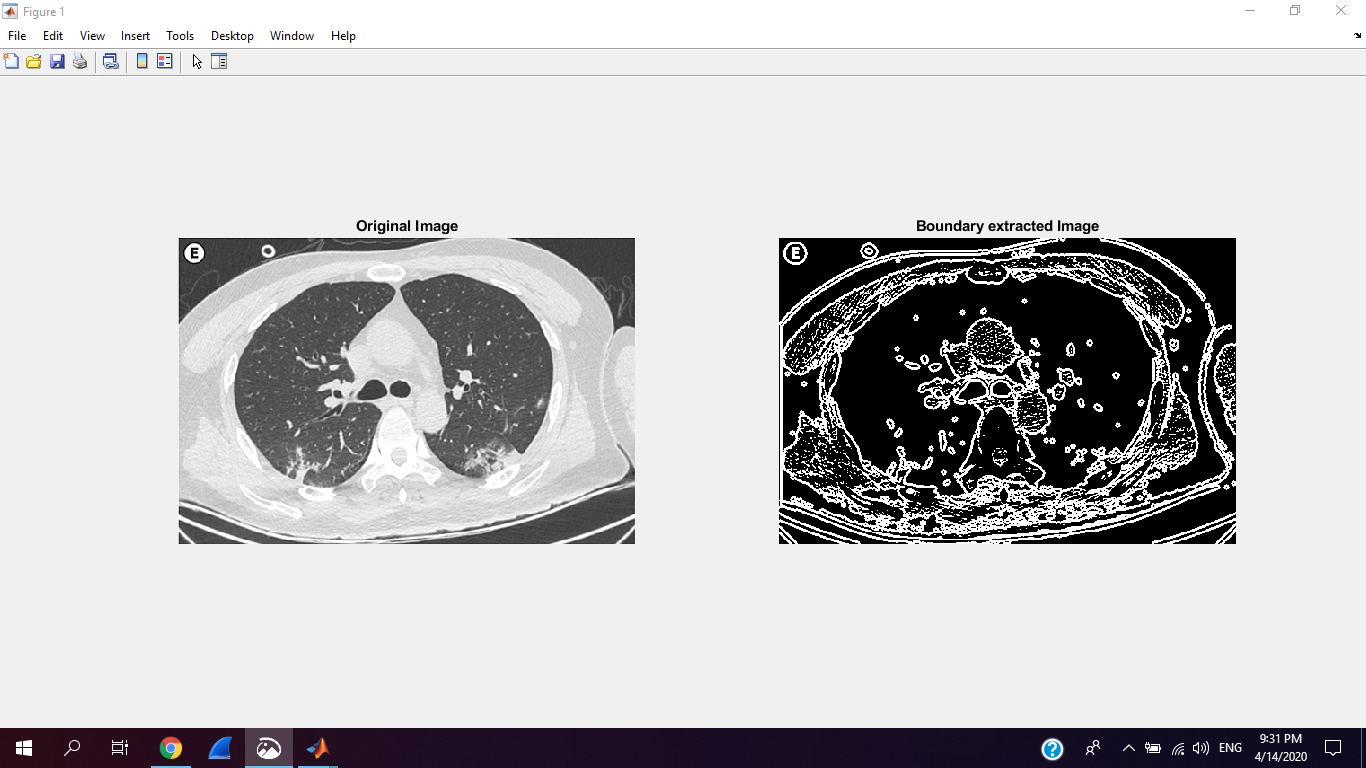 Figure 1
File Edit View Insert Tools Desktop Window Help
Original Image
Boundary extracted Image
E
E
ENG
9:31 PM
4/14/2020